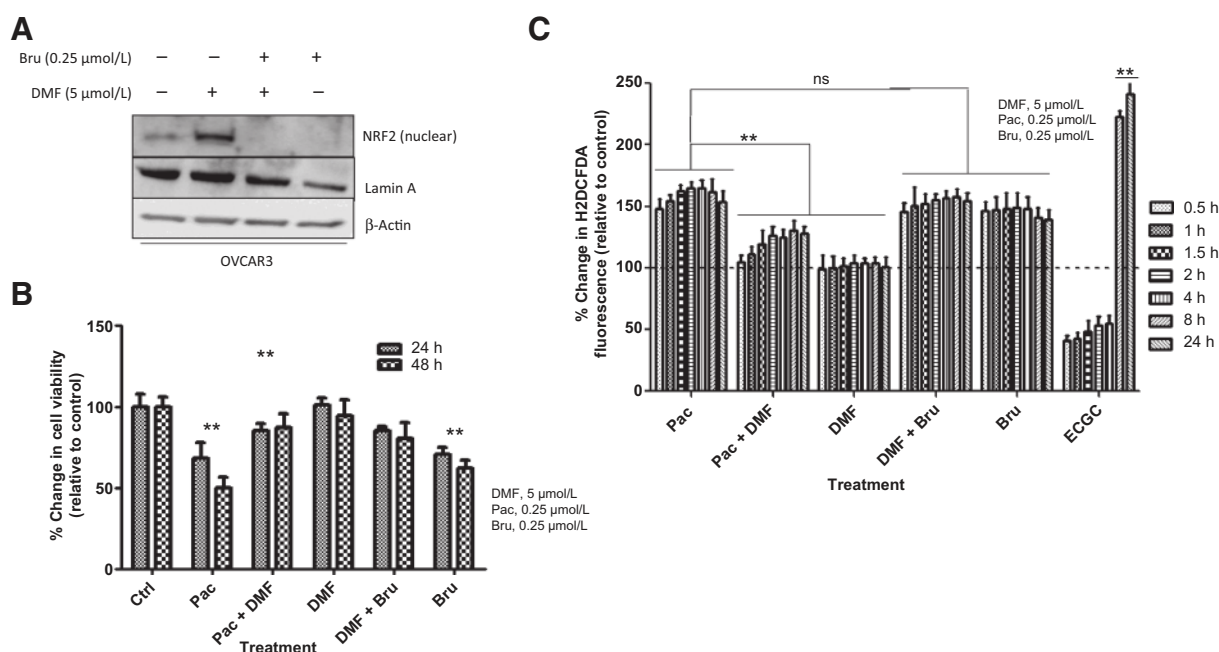 A
Bru (0.25 µmol/L) – – + +
DMF (5 µmol/L) – + + –
NRF2 (nuclear)
Lamin A
β-Actin
OVCAR3
B
% Change in cell viability
(relative to control)
150
100
50
0
24 h
48 h
**
**
**
Ctrl
Pac
Pac + DMF
DMF
DMF + Bru
Bru
Treatment
DMF, 5 µmol/L
Pac, 0.25 µmol/L
Bru, 0.25 µmol/L
C
% Change in H2DCFDA
fluorescence (relative to control)
250
200
150
100
50
0
ns
**
**
DMF, 5 µmol/L
Pac, 0.25 µmol/L
Bru, 0.25 µmol/L
0.5 h
1 h
1.5 h
2 h
4 h
8 h
24 h
Pac
Pac + DMF
DMF
DMF + Bru
Bru
ECGC
Treatment